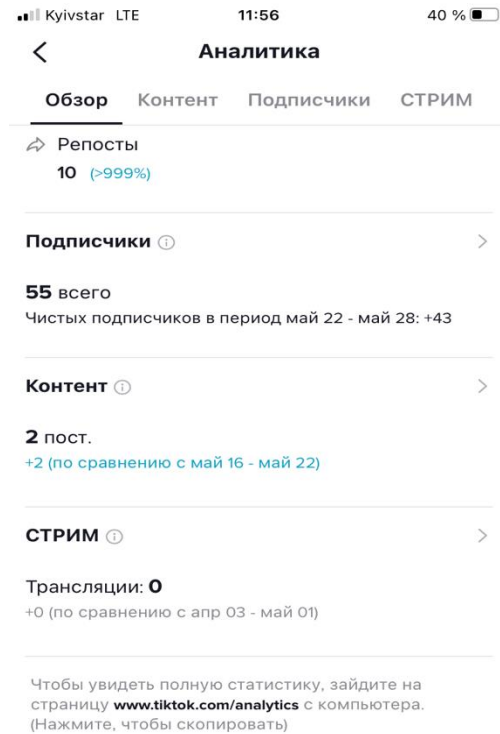 Kyivstar LTE 11:56 40 %
Аналитика
Обзор Контент Подписчики СТРИМ
Репосты
10 (>999%)
Подписчики
55 всего
Чистых подписчиков в период май 22 - май 28: +43
Контент
2 пост.
+2 (по сравнению с май 16 - май 22)
СТРИМ
Трансляции: 0
+0 (по сравнению с апр 03 - май 01)
Чтобы увидеть полную статистику, зайдите на
страницу www.tiktok.com/analytics с компьютера.
(Нажмите, чтобы скопировать)